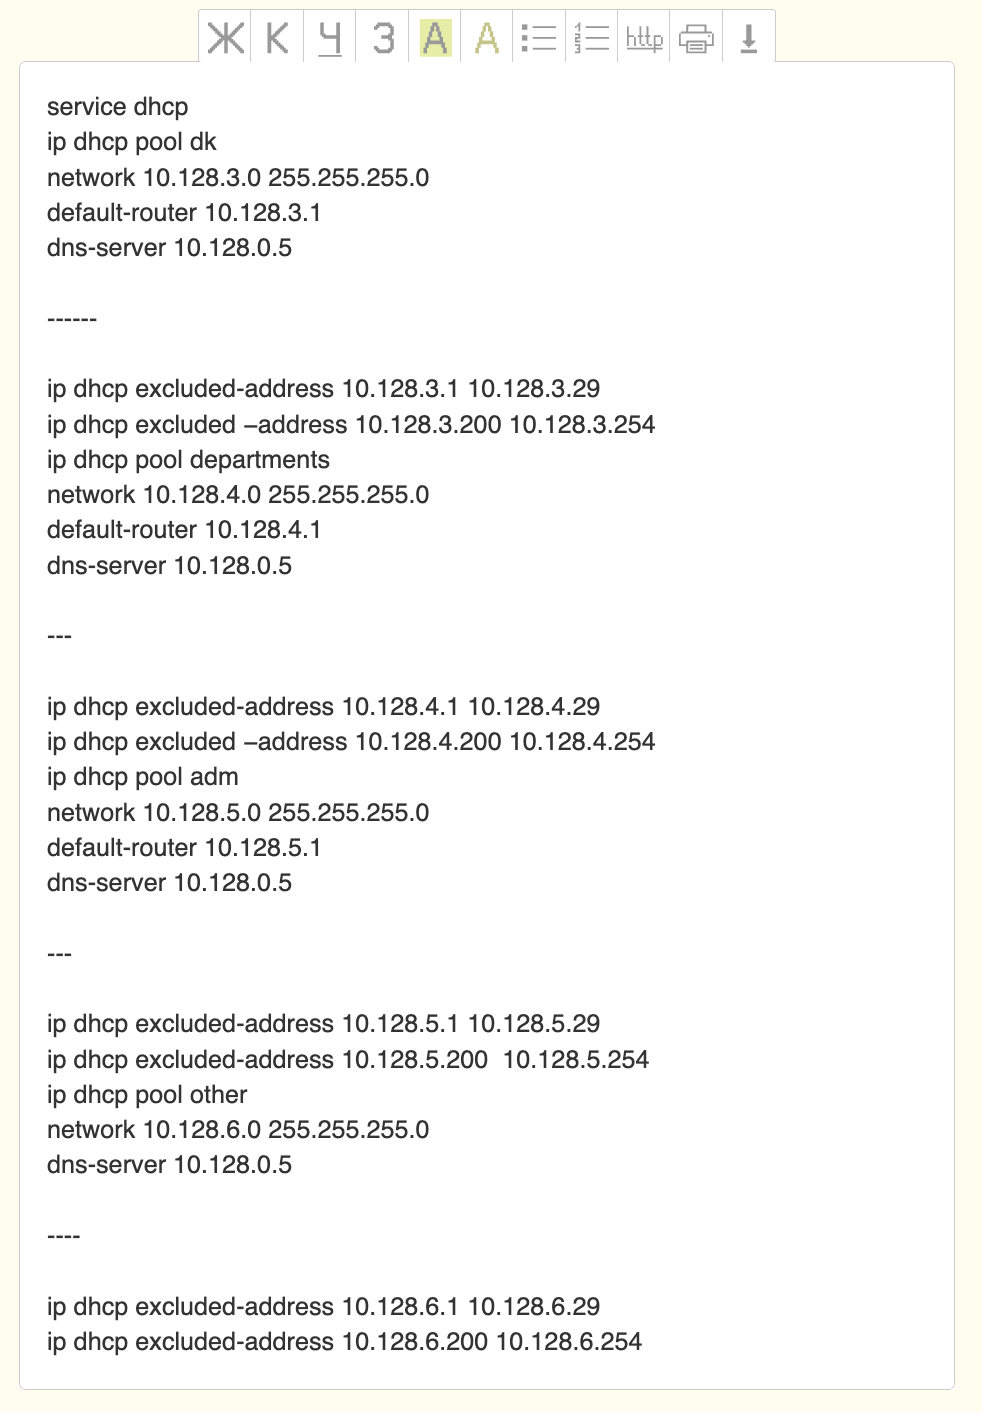 Ж К Ч З А А http
service dhcp
ip dhcp pool dk
network 10.128.3.0 255.255.255.0
default-router 10.128.3.1
dns-server 10.128.0.5
------
ip dhcp excluded-address 10.128.3.1 10.128.3.29
ip dhcp excluded –address 10.128.3.200 10.128.3.254
ip dhcp pool departments
network 10.128.4.0 255.255.255.0
default-router 10.128.4.1
dns-server 10.128.0.5
---
ip dhcp excluded-address 10.128.4.1 10.128.4.29
ip dhcp excluded –address 10.128.4.200 10.128.4.254
ip dhcp pool adm
network 10.128.5.0 255.255.255.0
default-router 10.128.5.1
dns-server 10.128.0.5
---
ip dhcp excluded-address 10.128.5.1 10.128.5.29
ip dhcp excluded-address 10.128.5.200  10.128.5.254
ip dhcp pool other
network 10.128.6.0 255.255.255.0
dns-server 10.128.0.5
----
ip dhcp excluded-address 10.128.6.1 10.128.6.29
ip dhcp excluded-address 10.128.6.200 10.128.6.254